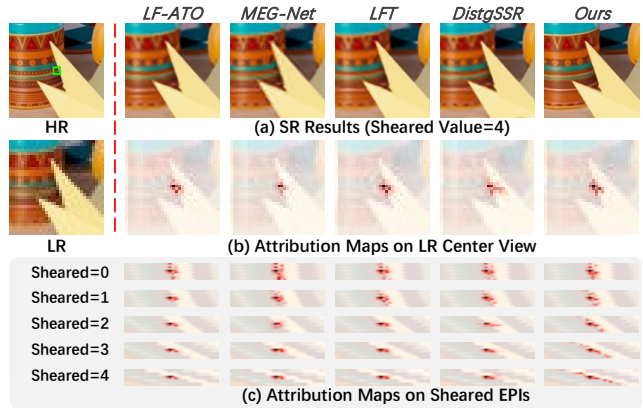 LF-ATO MEG-Net LFT DistgSSR Ours
HR
(a) SR Results (Sheared Value=4)
LR
(b) Attribution Maps on LR Center View
Sheared=0
Sheared=1
Sheared=2
Sheared=3
Sheared=4
(c) Attribution Maps on Sheared EPIs